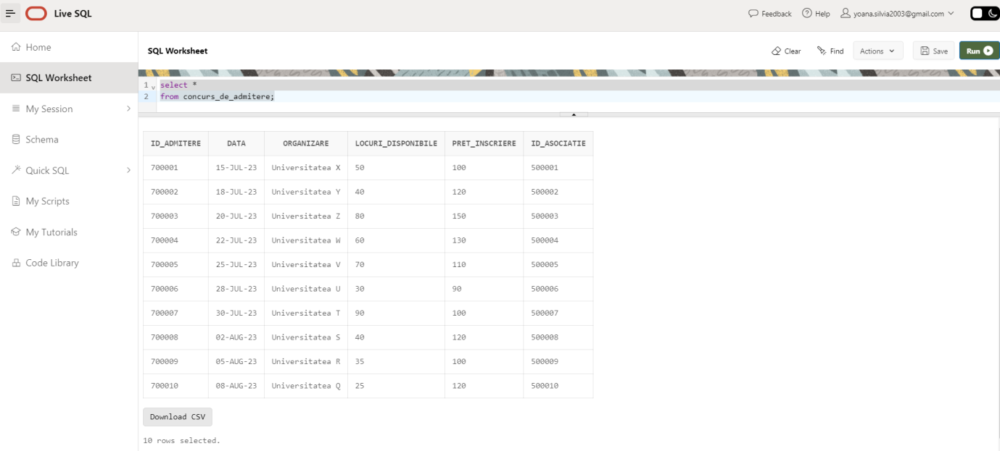 Live SQL
Feedback
Help
yoana.silvia2003@gmail.com
Home
SQL Worksheet
My Session
Schema
Quick SQL
My Scripts
My Tutorials
Code Library
SQL Worksheet
Clear
Find
Actions
Save
Run
1 select *
2 from concurs_de_admitere;
ID_ADMITERE DATA ORGANIZARE LOCURI_DISPONIBILE PRET_INSCRIERE ID_ASOCIATIE
700001 15-JUL-23 Universitatea X 50 100 500001
700002 18-JUL-23 Universitatea Y 40 120 500002
700003 20-JUL-23 Universitatea Z 80 150 500003
700004 22-JUL-23 Universitatea W 60 130 500004
700005 25-JUL-23 Universitatea V 70 110 500005
700006 28-JUL-23 Universitatea U 30 90 500006
700007 30-JUL-23 Universitatea T 90 100 500007
700008 02-AUG-23 Universitatea S 40 120 500008
700009 05-AUG-23 Universitatea R 35 100 500009
700010 08-AUG-23 Universitatea Q 25 120 500010
Download CSV
10 rows selected.